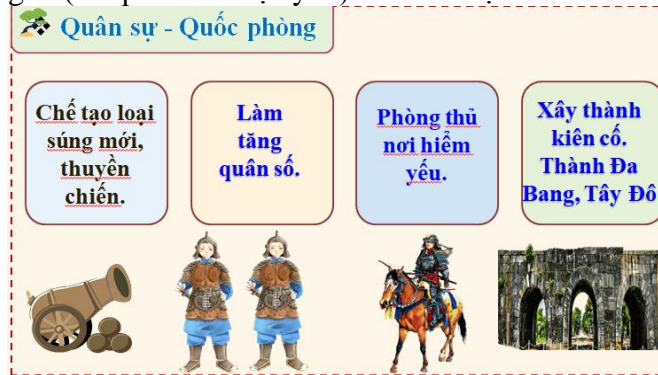 Quân sự - Quốc phòng
Chế tạo loại
súng mới,
thuyền
chiến.
Làm
tăng
quân số.
Phòng thủ
nơi hiểm
yếu.
Xây thành
kiên cố.
Thành Đa
Bang, Tây Đô